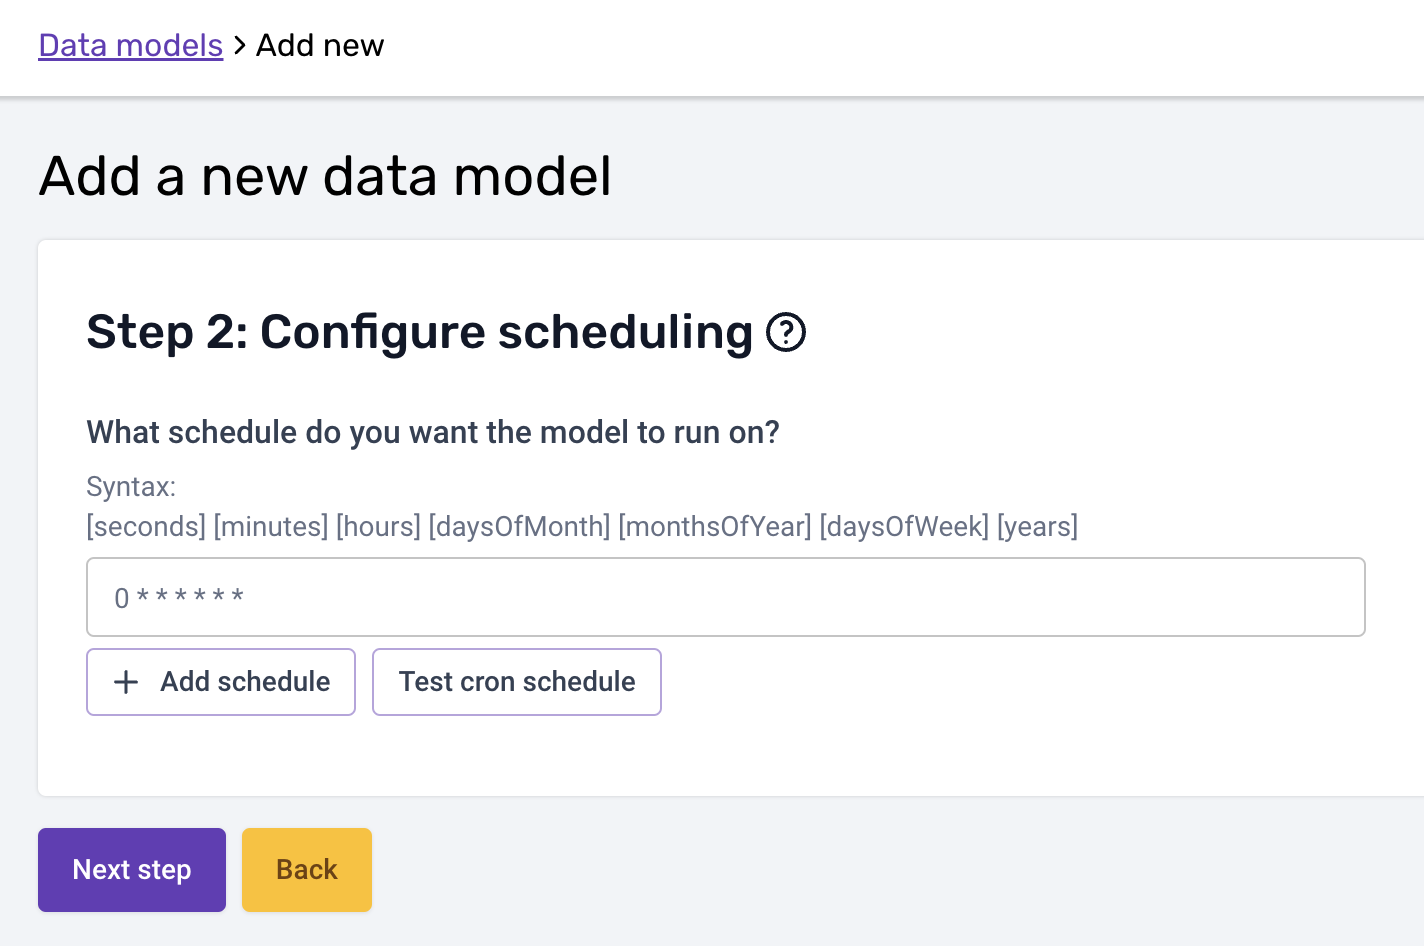 Data models > Add new
Add a new data model
Step 2: Configure scheduling ?
What schedule do you want the model to run on?
Syntax:
[seconds] [minutes] [hours] [daysOfMonth] [monthsOfYear] [daysOfWeek] [years]
0 * * * * * *
+ Add schedule Test cron schedule
Next step Back